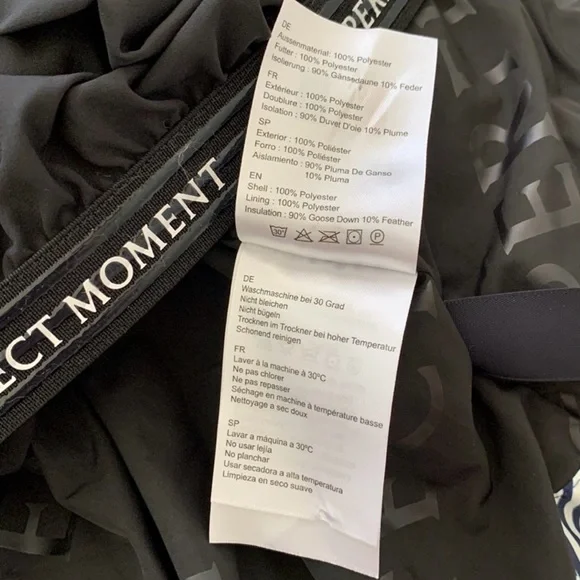 PER
ECT MOMENT
DE
Aussenmaterial: 100% Polyester
Futter : 100% Polyester
Isolierung : 90% Gänsedaune 10% Feder
FR
Extérieur : 100% Polyester
Doublure : 100% Polyester
Isolation : 90% Duvet D'oie 10% Plume
SP
Exterior : 100% Poliéster
Forro : 100% Poliéster
Aislamiento : 90% Pluma De Ganso
10% Pluma
EN
Shell : 100% Polyester
Lining : 100% Polyester
Insulation : 90% Goose Down 10% Feather
30°
P
DE
Waschmaschine bei 30 Grad
Nicht bleichen
Nicht bügeln
Trocknen im Trockner bei hoher Temperatur
Schonend reinigen
FR
Laver à la machine à 30ºC
Ne pas chlorer
Ne pas repasser
Séchage en machine à température basse
Nettoyage a sec doux
SP
Lavar a máquina a 30ºC
No usar lejía
No planchar
Usar secadora a alta temperatura
Limpieza en seco suave